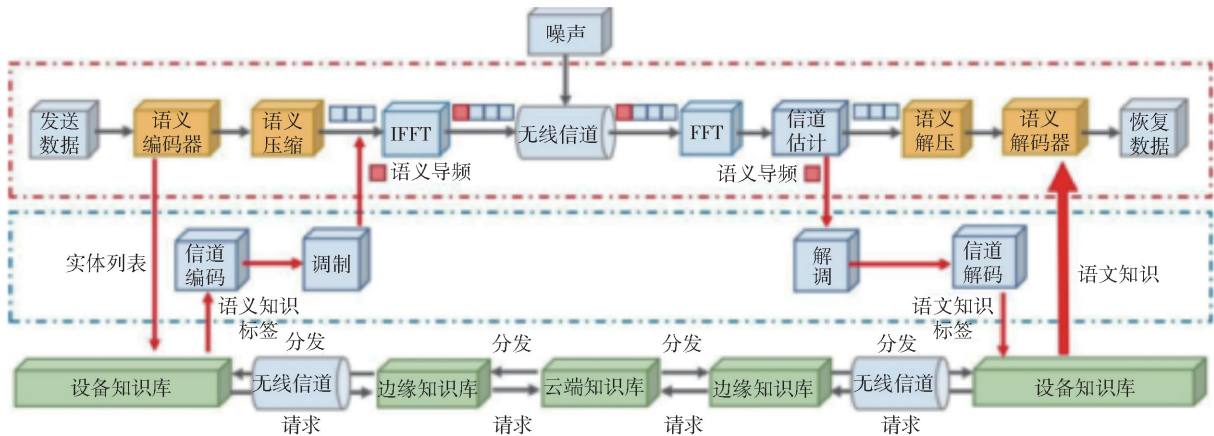 噪声
发送
数据
语义
编码器
语义
压缩
IFFT
无线信道
FFT
信道
估计
语义
解压
语义
解码器
恢复
数据
语义导频
语义导频
实体列表
信道
编码
调制
解
调
信道
解码
语文知识
语义知识
标签
语文知识
标签
分发
分发
分发
分发
设备知识库
无线信道
边缘知识库
云端知识库
边缘知识库
无线信道
设备知识库
请求
请求
请求
请求